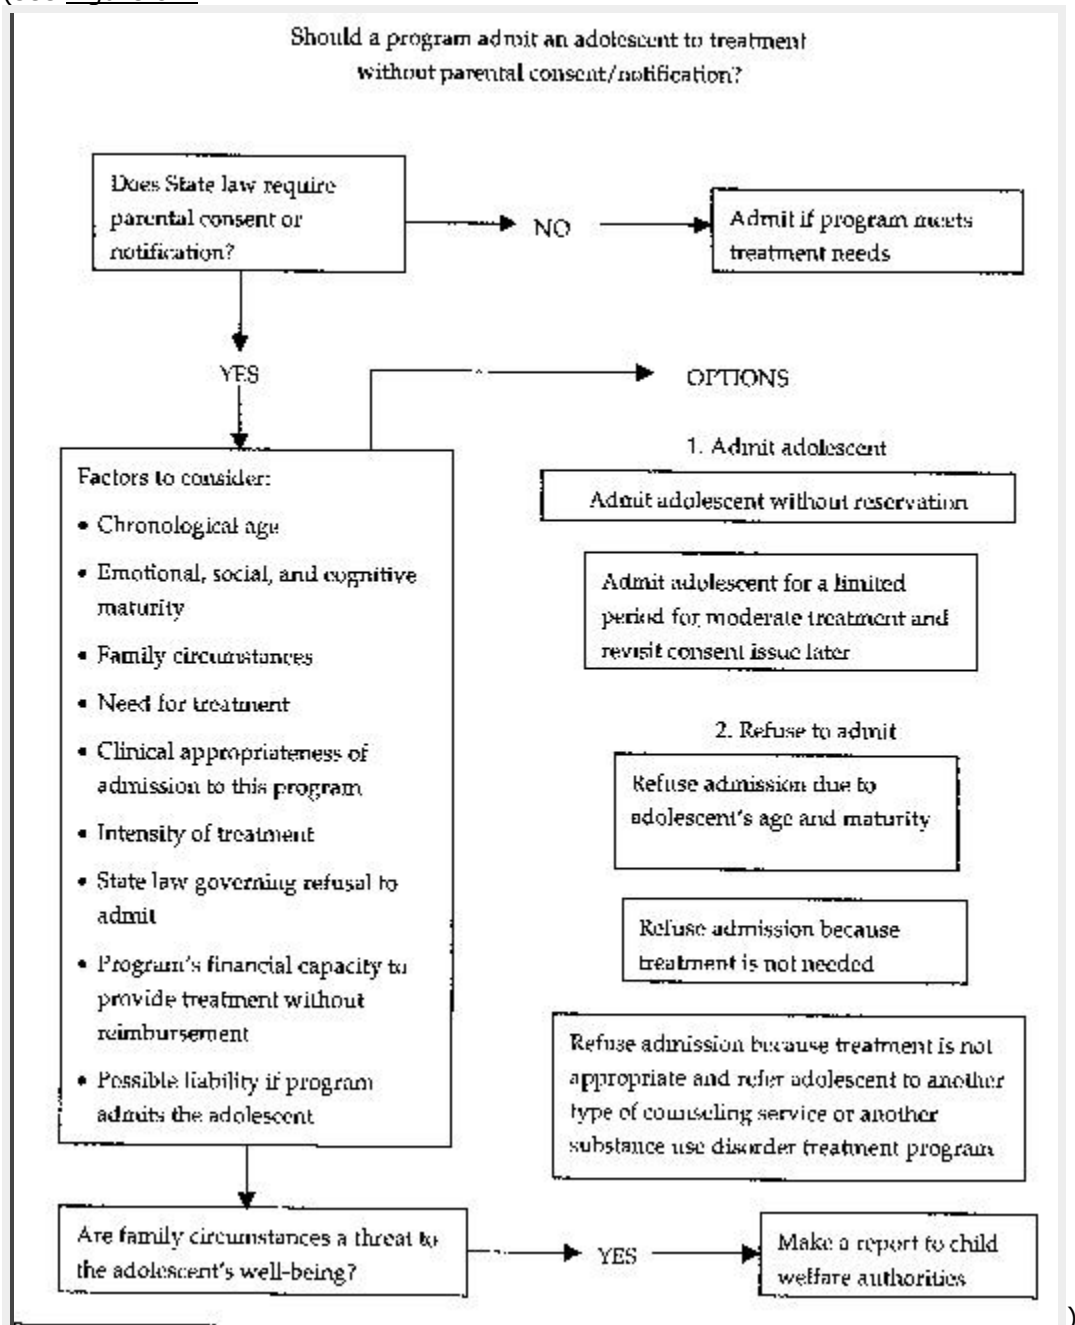 Should a program admit an adolescent to treatment
without parental consent/notification?
Does State law require
parental consent or
notification?
NO
Admit if program meets
treatment needs
YES
OPTIONS
Factors to consider:
• Chronological age
• Emotional, social, and cognitive
maturity
• Family circumstances
• Need for treatment
• Clinical appropriateness of
admission to this program
• Intensity of treatment
• State law governing refusal to
admit
• Program's financial capacity to
provide treatment without
reimbursement
• Possible liability if program
admits the adolescent
1. Admit adolescent
Admit adolescent without reservation
Admit adolescent for a limited
period for moderate treatment and
revisit consent issue later
2. Refuse to admit
Refuse admission due to
adolescent's age and maturity
Refuse admission because
treatment is not needed
Refuse admission because treatment is not
appropriate and refer adolescent to another
type of counseling service or another
substance use disorder treatment program
Are family circumstances a threat to
the adolescent's well-being?
YES
Make a report to child
welfare authorities
)